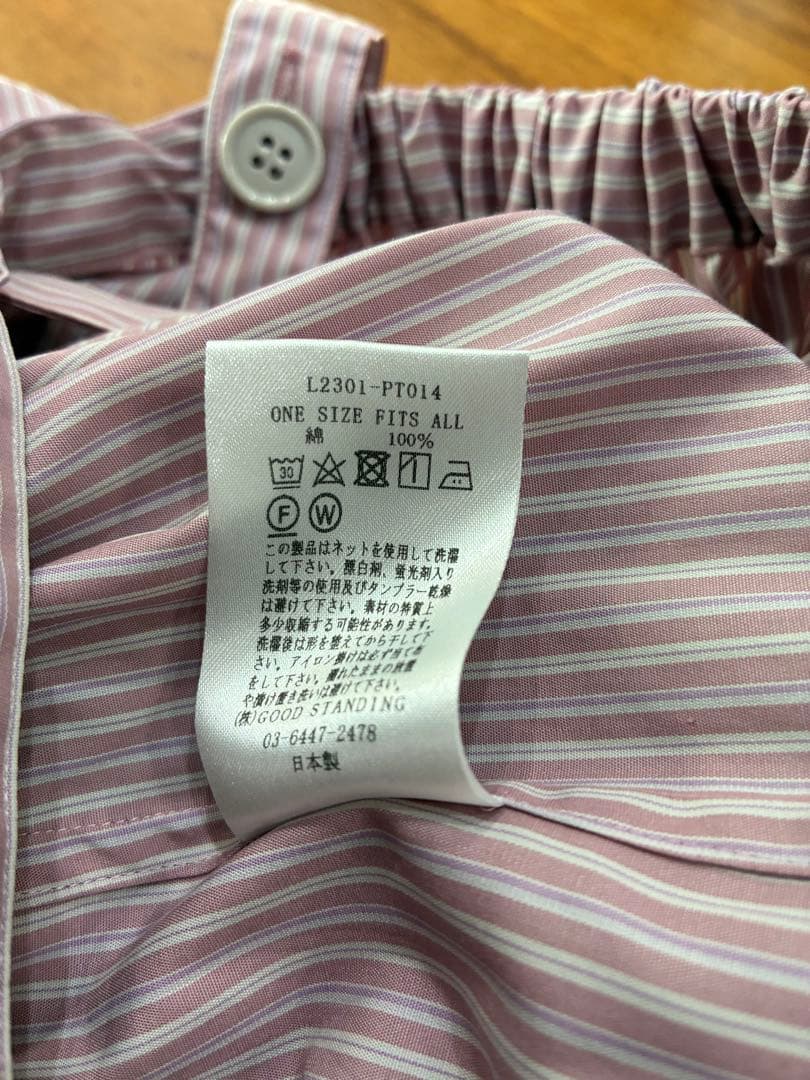 L2301-PT014
ONE SIZE FITS ALL
綿 100%
30
F W
この製品はネットを使用して洗濯
して下さい。漂白剤、蛍光剤入り
洗剤等の使用及びタンブラー乾燥
は避けて下さい。素材の特質上
多少収縮する可能性があります。
洗濯後は形を整えてから干して下
さい。アイロン掛けは必ず当て布
をして下さい。濡れたままの放置
や漬け置き洗いは避けて下さい。
(株)GOOD STANDING
03-6447-2478
日本製